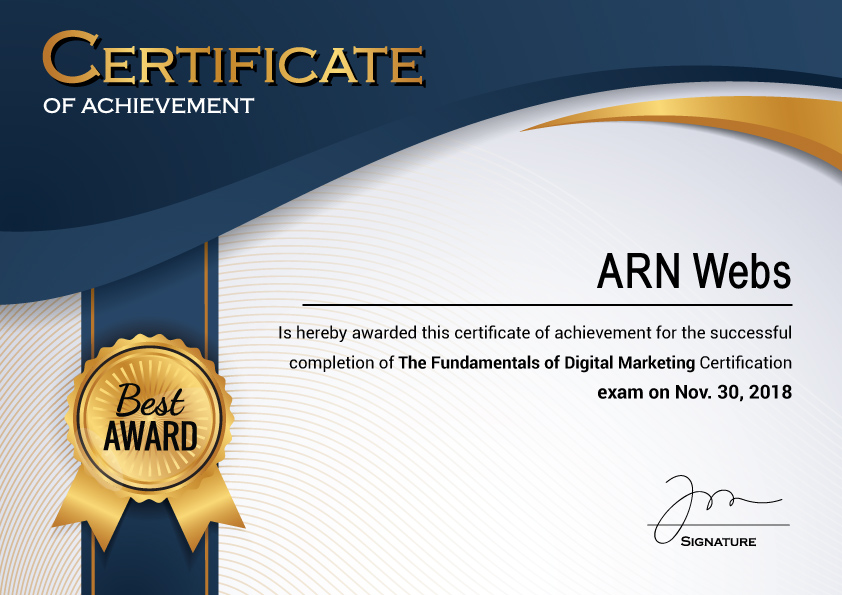 CERTIFICATE
OF ACHIEVEMENT
ARN Webs
Is hereby awarded this certificate of achievement for the successful
completion of The Fundamentals of Digital Marketing Certification
exam on Nov. 30, 2018
Best
AWARD
SIGNATURE